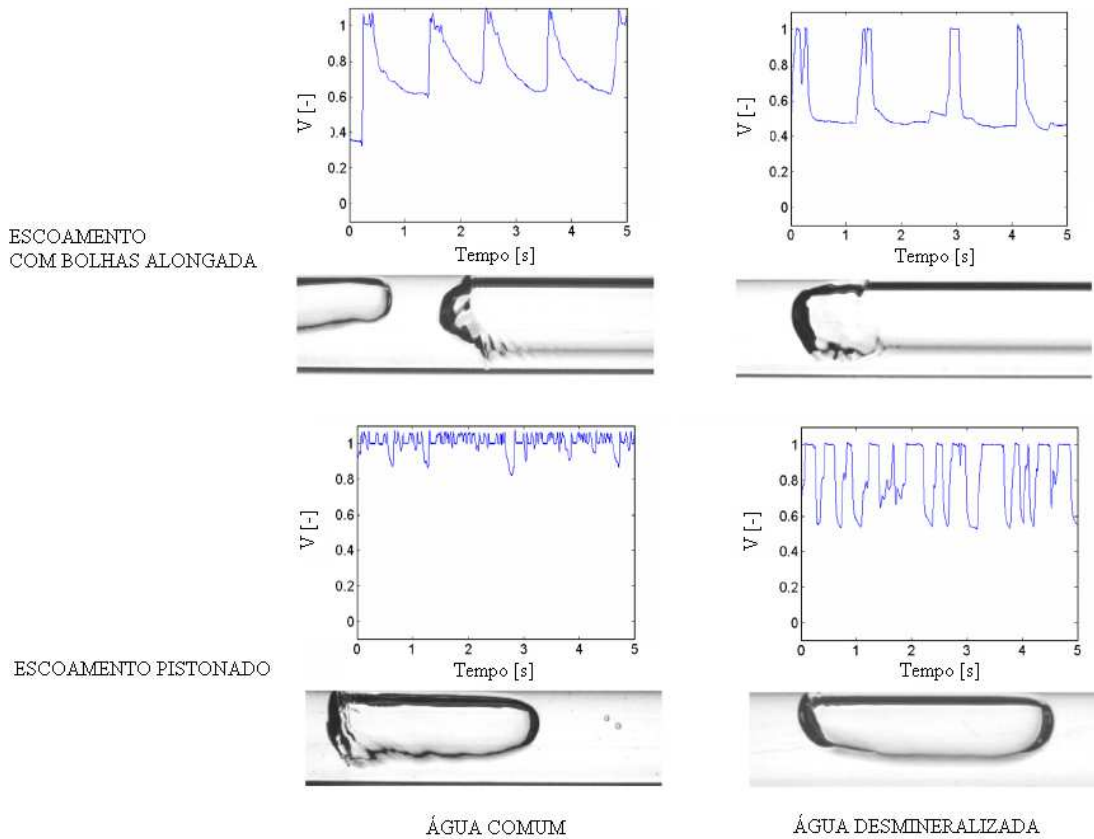 1
0.8
0.6
0.4
0.2
0
V [-]
0 1 2 3 4 5
Tempo [s]
1
0.8
0.6
0.4
0.2
0
V [-]
0 1 2 3 4 5
Tempo [s]
ESCOAMENTO
COM BOLHAS ALONGADA
1
0.8
0.6
0.4
0.2
0
V [-]
0 1 2 3 4 5
Tempo [s]
1
0.8
0.6
0.4
0.2
0
V [-]
0 1 2 3 4 5
Tempo [s]
ESCOAMENTO PISTONADO
ÁGUA COMUM
ÁGUA DESMINERALIZADA